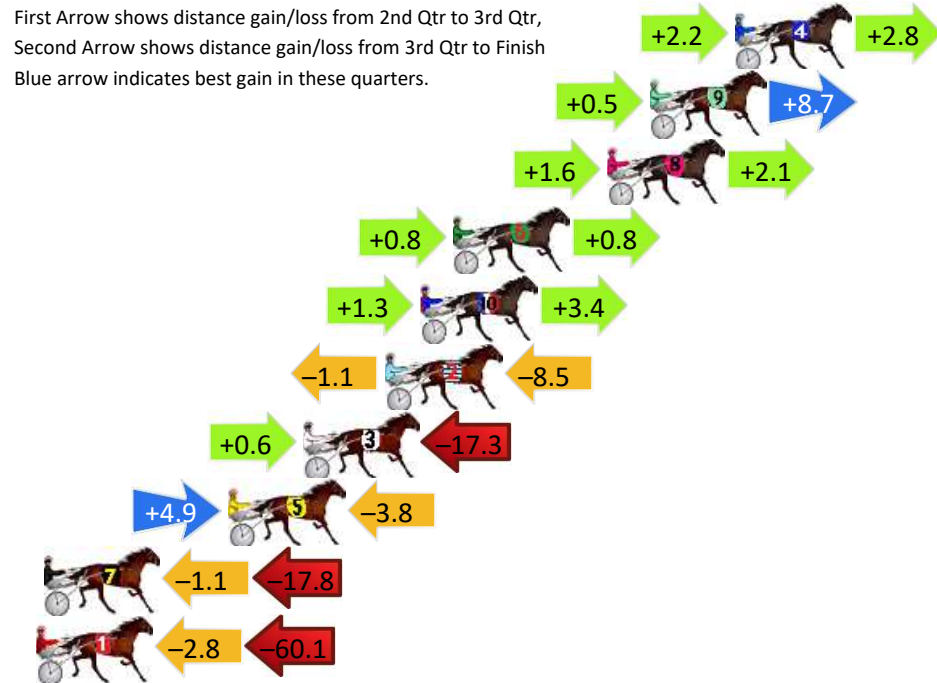 First Arrow shows distance gain/loss from 2nd Qtr to 3rd Qtr,
Second Arrow shows distance gain/loss from 3rd Qtr to Finish
Blue arrow indicates best gain in these quarters.
+2.2 4 +2.8
+0.5 9 +8.7
+1.6 8 +2.1
+0.8 +0.8
+1.3 10 +3.4
–1.1 2 –8.5
+0.6 3 –17.3
+4.9 5 –3.8
7 –1.1 –17.8
1 –2.8 –60.1